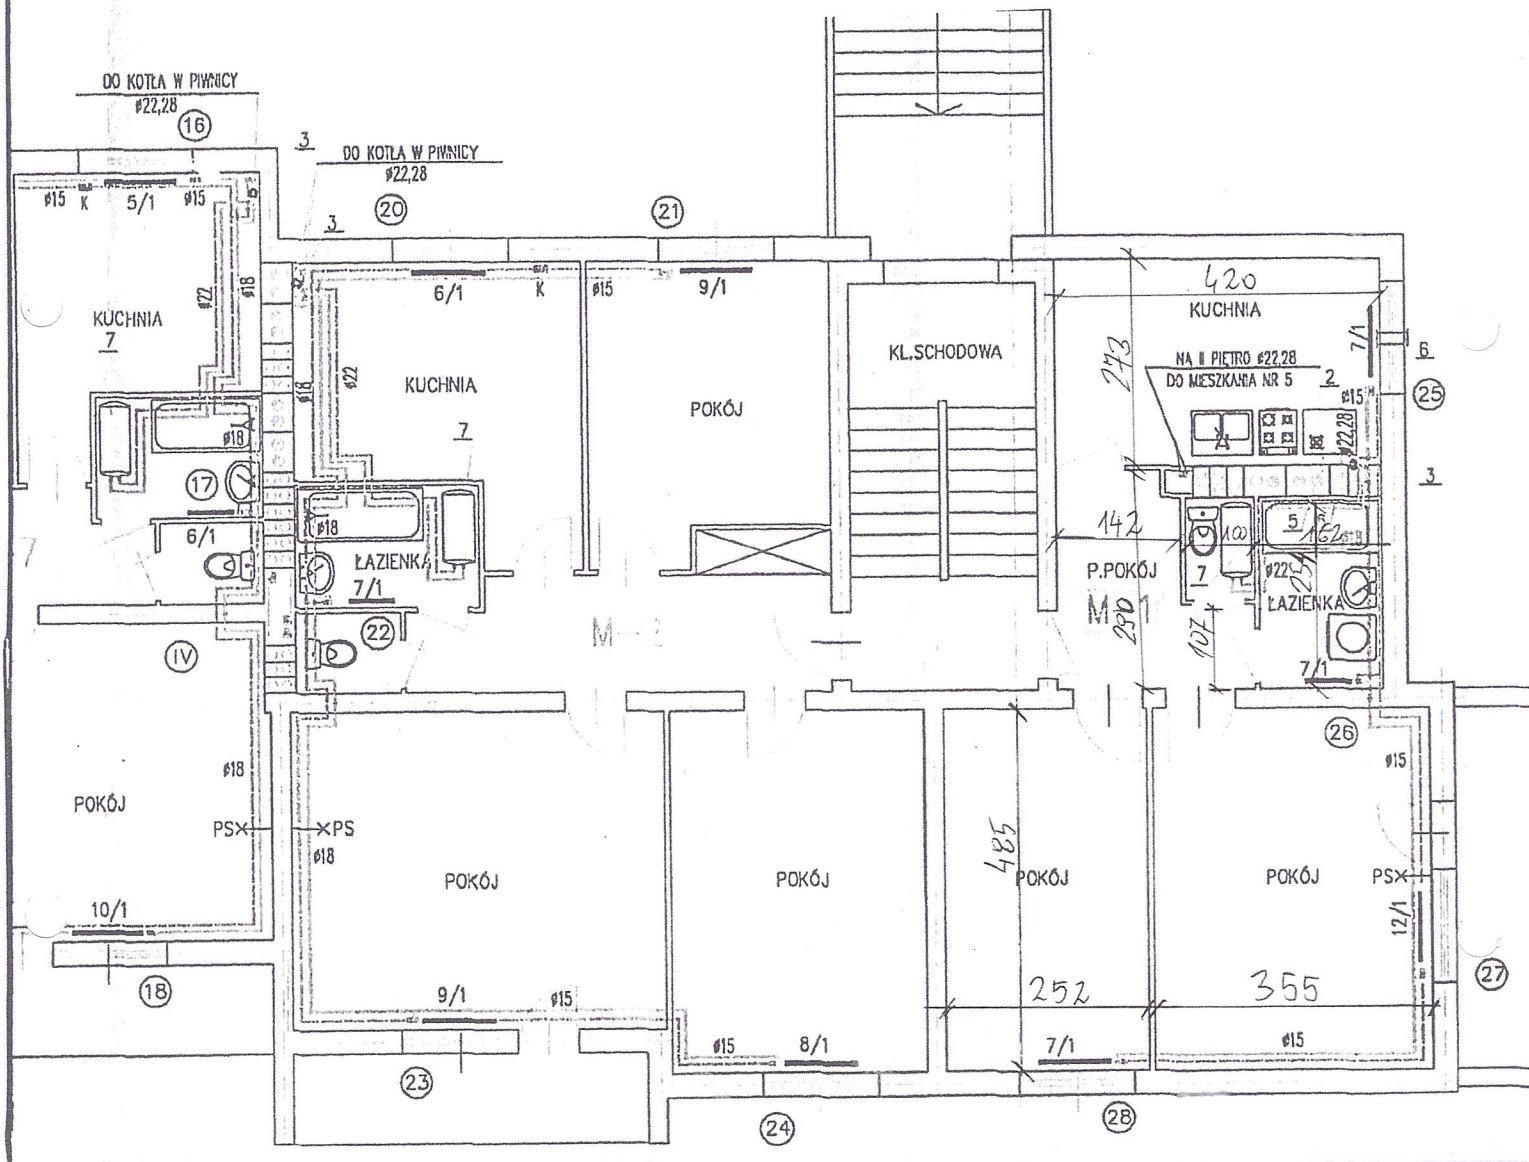 DO KOTŁA W PIWNICY
ø22,28
16
3
DO KOTŁA W PIWNICY
ø22,28
ø15
K
5/1
ø15
20
3
21
ø22
ø18
6/1
K
ø15
9/1
420
KUCHNIA
KUCHNIA
7
ø18
ø22
KUCHNIA
POKÓJ
KL.SCHODOWA
273
NA II PIĘTRO ø22,28
DO MIESZKANIA NR 5
2
7/1
6
ø15
25
ø22,28
ø18
7
17
6/1
ø18
ŁAZIENKA
7/1
22
3
142
100
5
162
P.POKÓJ
7
ø22
251
ŁAZIENKA
M-1
290
107
7/1
7
IV
M-2
26
ø18
ø15
POKÓJ
PS
PS
ø18
POKÓJ
POKÓJ
485
POKÓJ
POKÓJ
PS
10/1
12/1
18
9/1
ø15
252
355
27
ø15
8/1
7/1
ø15
23
24
28